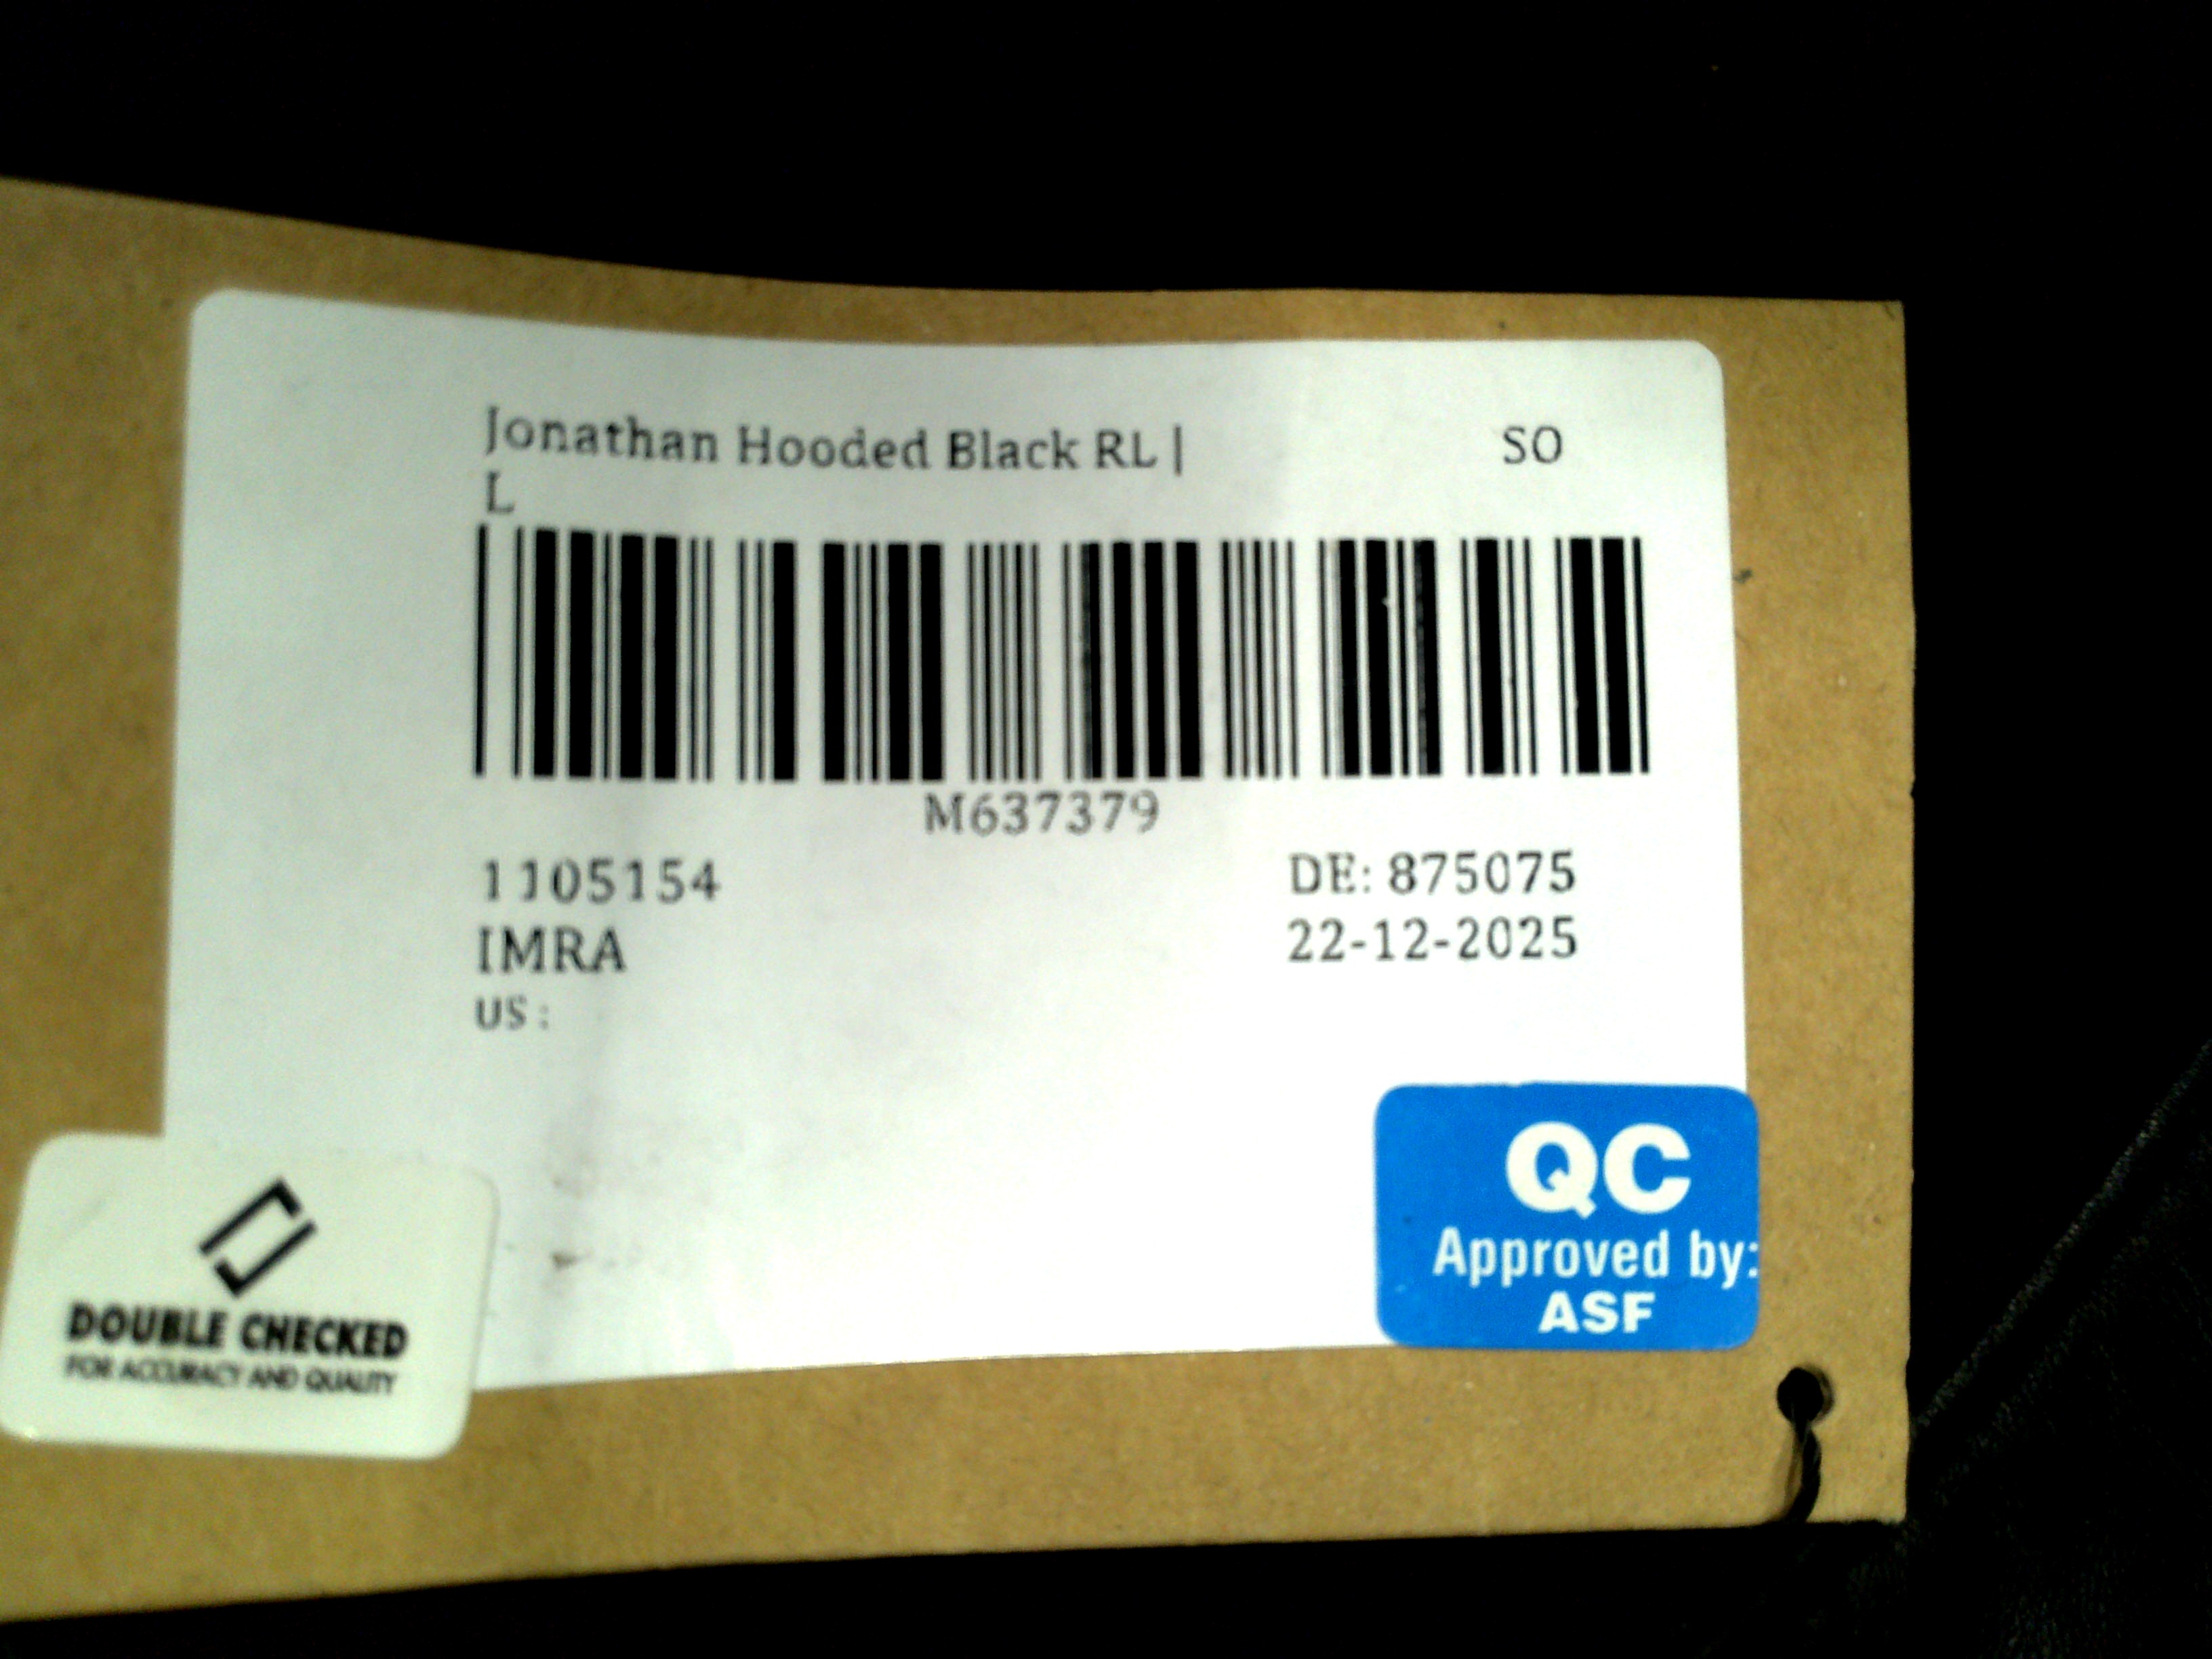 Jonathan Hooded Black RL |
L
SO
M637379
1105154
DE: 875075
IMRA
22-12-2025
US :
QC
Approved by:
ASF
DOUBLE CHECKED
FOR ACCURACY AND QUALITY